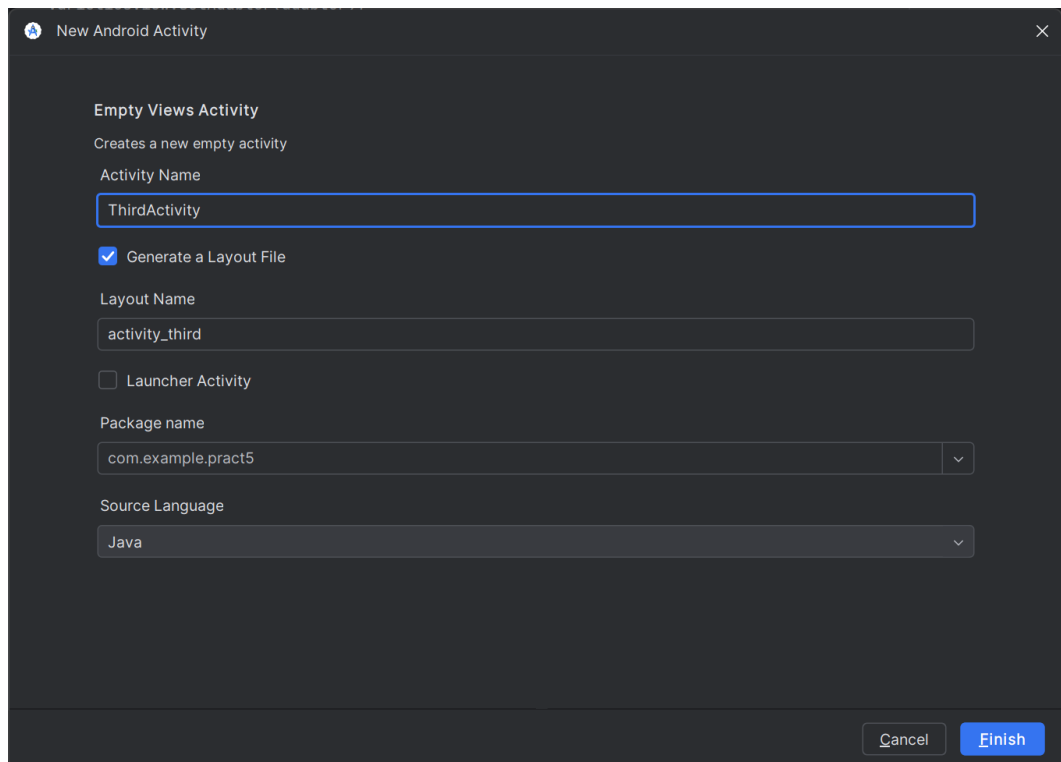 New Android Activity
Empty Views Activity
Creates a new empty activity
Activity Name
ThirdActivity
Generate a Layout File
Layout Name
activity_third
Launcher Activity
Package name
com.example.pract5
Source Language
Java
Cancel
Finish